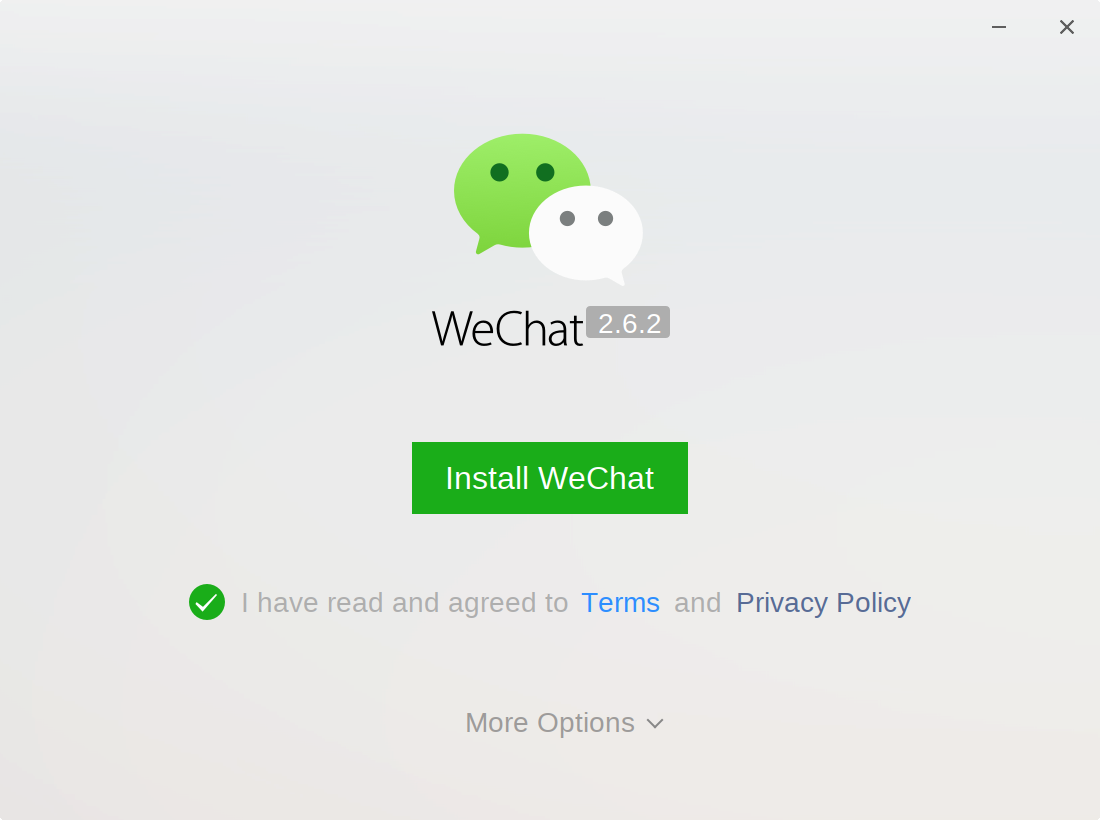 WeChat 2.6.2
Install WeChat
I have read and agreed to Terms and Privacy Policy
More Options